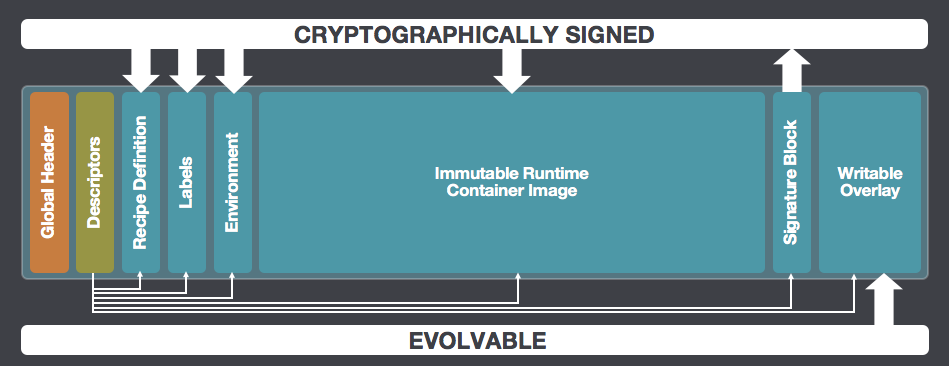 CRYPTOGRAPHICALLY SIGNED
Global Header
Descriptors
Recipe Definition
Labels
Environment
Immutable Runtime
Container Image
Signature Block
Writable
Overlay
EVOLVABLE